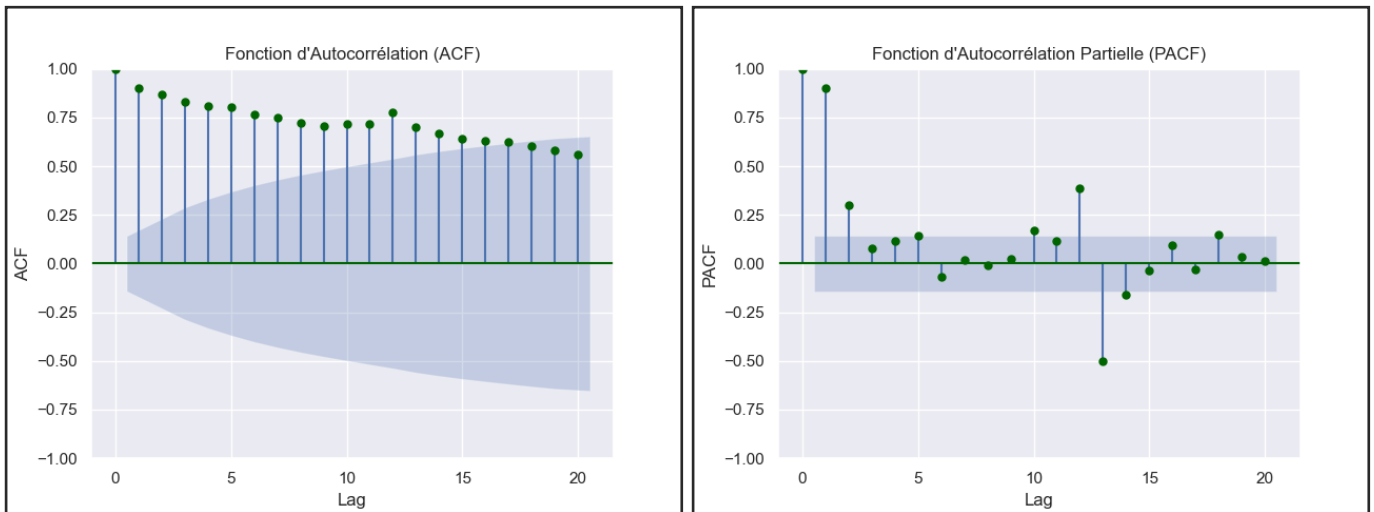 Fonction d'Autocorrélation (ACF)
1.00
0.75
0.50
0.25
0.00
−0.25
−0.50
−0.75
−1.00
ACF
0 5 10 15 20
Lag
Fonction d'Autocorrélation Partielle (PACF)
1.00
0.75
0.50
0.25
0.00
−0.25
−0.50
−0.75
−1.00
PACF
0 5 10 15 20
Lag